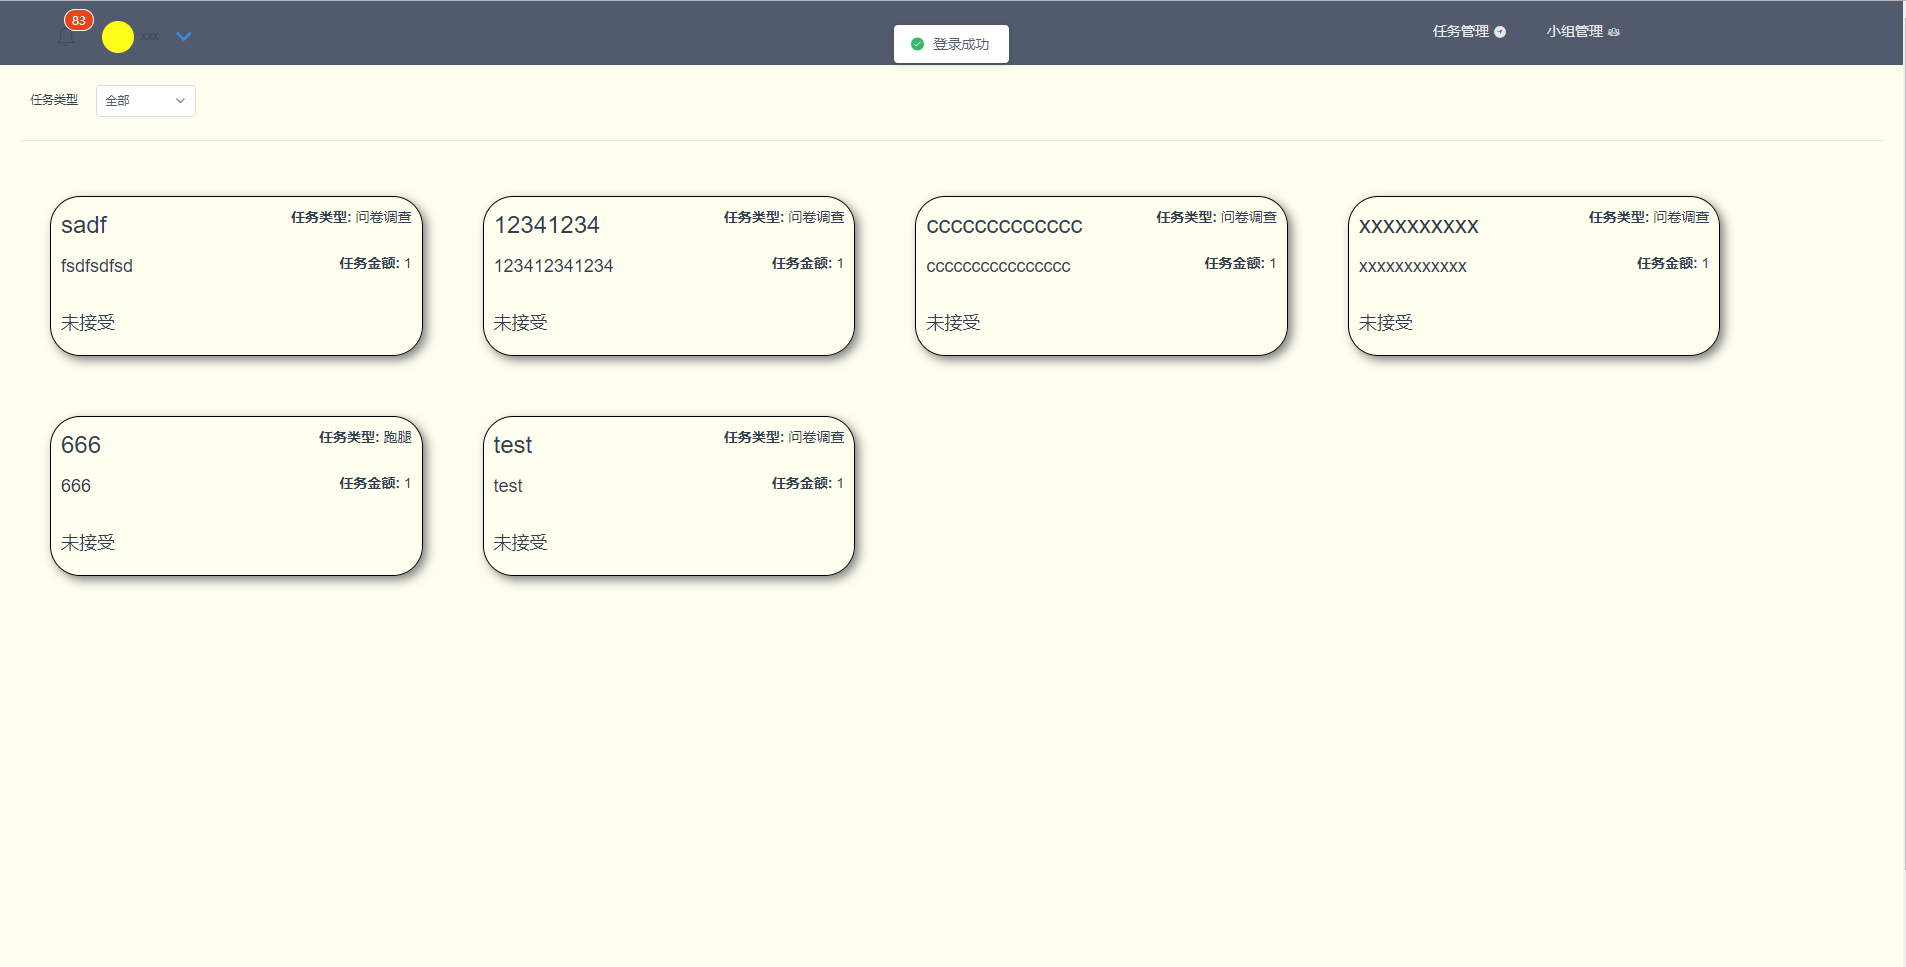 83
xxx
登录成功
任务管理
小组管理
任务类型
全部
sadf
任务类型: 问卷调查
fsdfsdfsd
任务金额: 1
未接受
12341234
任务类型: 问卷调查
123412341234
任务金额: 1
未接受
ccccccccccccc
任务类型: 问卷调查
cccccccccccccccc
任务金额: 1
未接受
xxxxxxxxxx
任务类型: 问卷调查
xxxxxxxxxxxx
任务金额: 1
未接受
666
任务类型: 跑腿
666
任务金额: 1
未接受
test
任务类型: 问卷调查
test
任务金额: 1
未接受